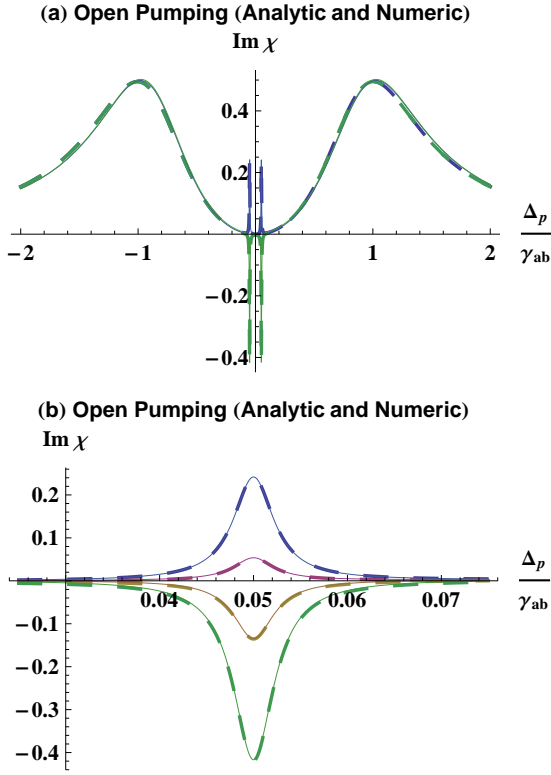 (a) Open Pumping (Analytic and Numeric)
Im χ
0.4
0.2
-2 -1 1 2
Δp
γab
-0.2
-0.4
(b) Open Pumping (Analytic and Numeric)
Im χ
0.2
0.1
0.04 0.05 0.06 0.07
Δp
γab
-0.1
-0.2
-0.3
-0.4